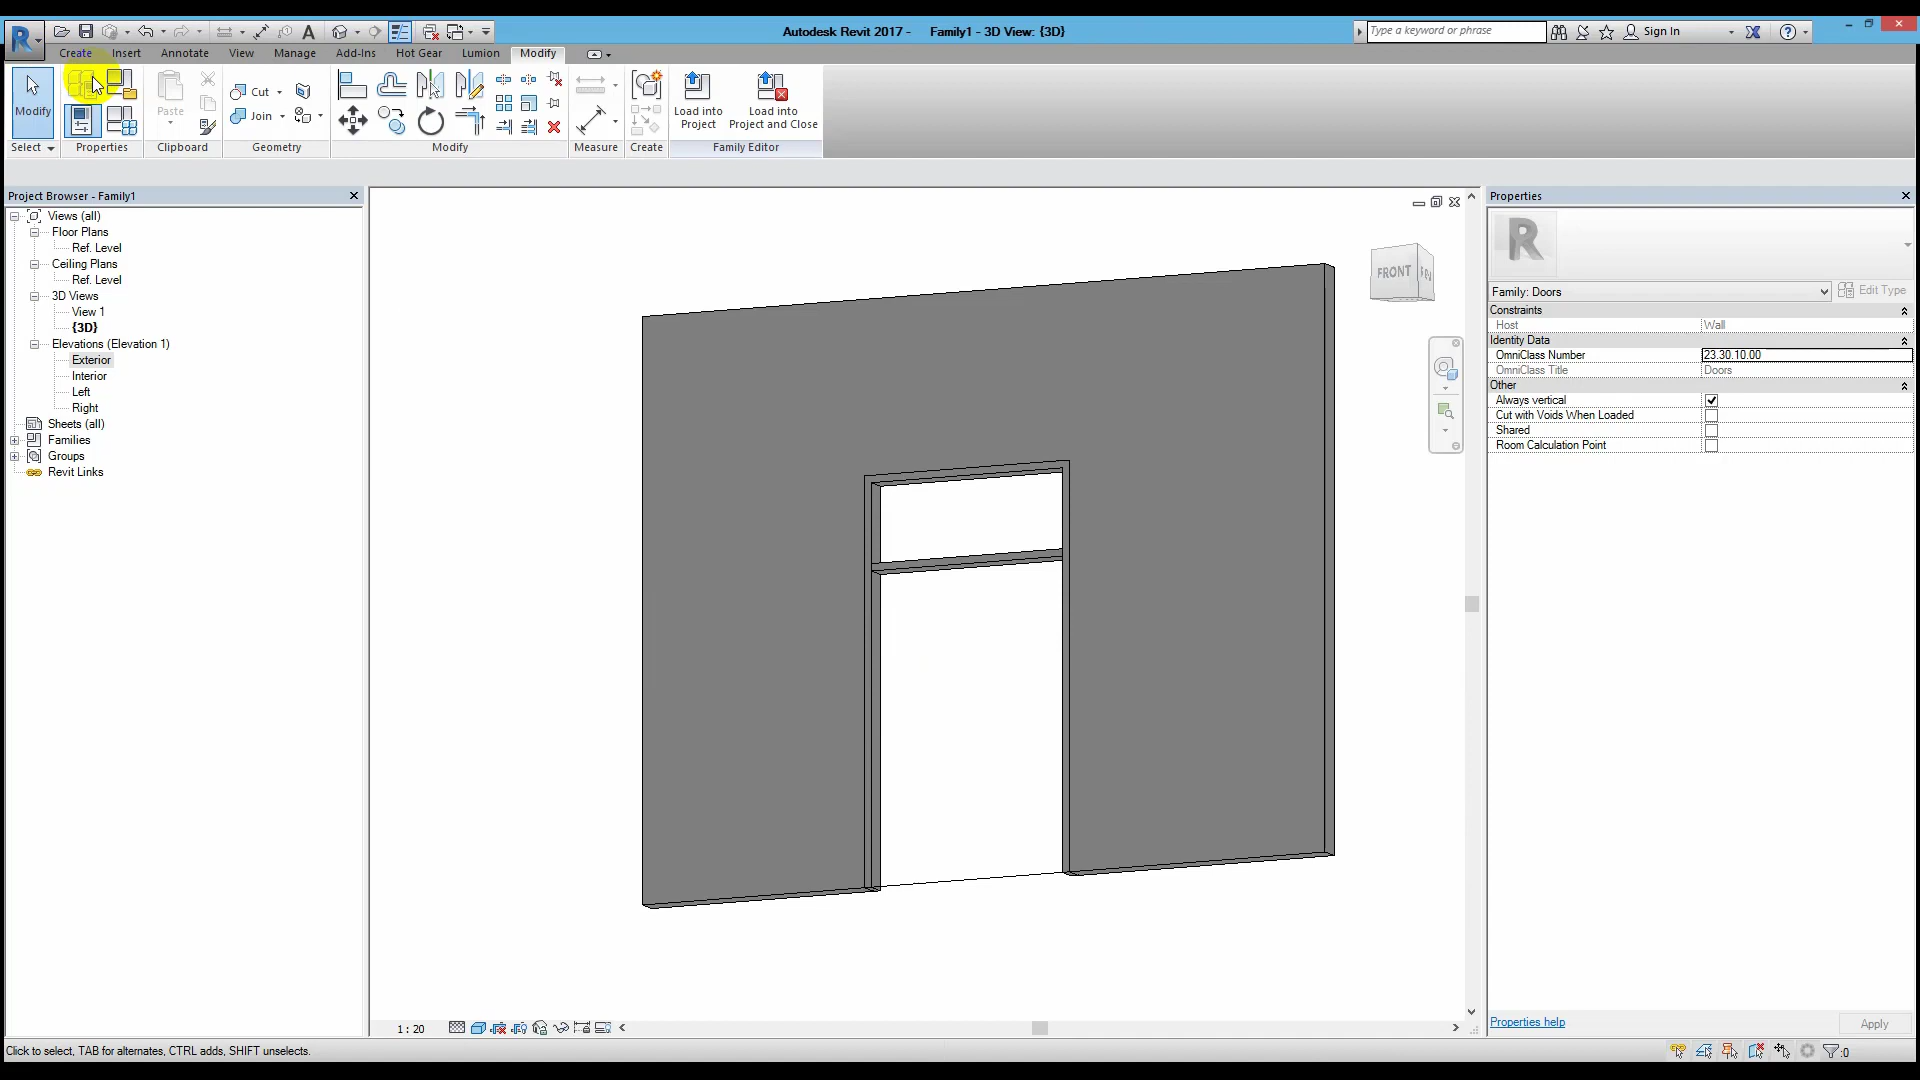 Autodesk Revit 2017 - Family1 - 3D View: {3D}
Type a keyword or phrase
Sign In
Create Insert Annotate View Manage Add-Ins Hot Gear Lumion Modify
Modify
Paste
Cut
Join
Load into Project
Load into Project and Close
Select Properties Clipboard Geometry Modify Measure Create Family Editor
Project Browser - Family1
Views (all)
Floor Plans
Ref. Level
Ceiling Plans
Ref. Level
3D Views
View 1
{3D}
Elevations (Elevation 1)
Exterior
Interior
Left
Right
Sheets (all)
Families
Groups
Revit Links
FRONT
Properties
Family: Doors
Edit Type
Constraints
Host Wall
Identity Data
OmniClass Number 23.30.10.00
OmniClass Title Doors
Other
Always vertical
Cut with Voids When Loaded
Shared
Room Calculation Point
Properties help
Apply
1 : 20
Click to select, TAB for alternates, CTRL adds, SHIFT unselects.
:0